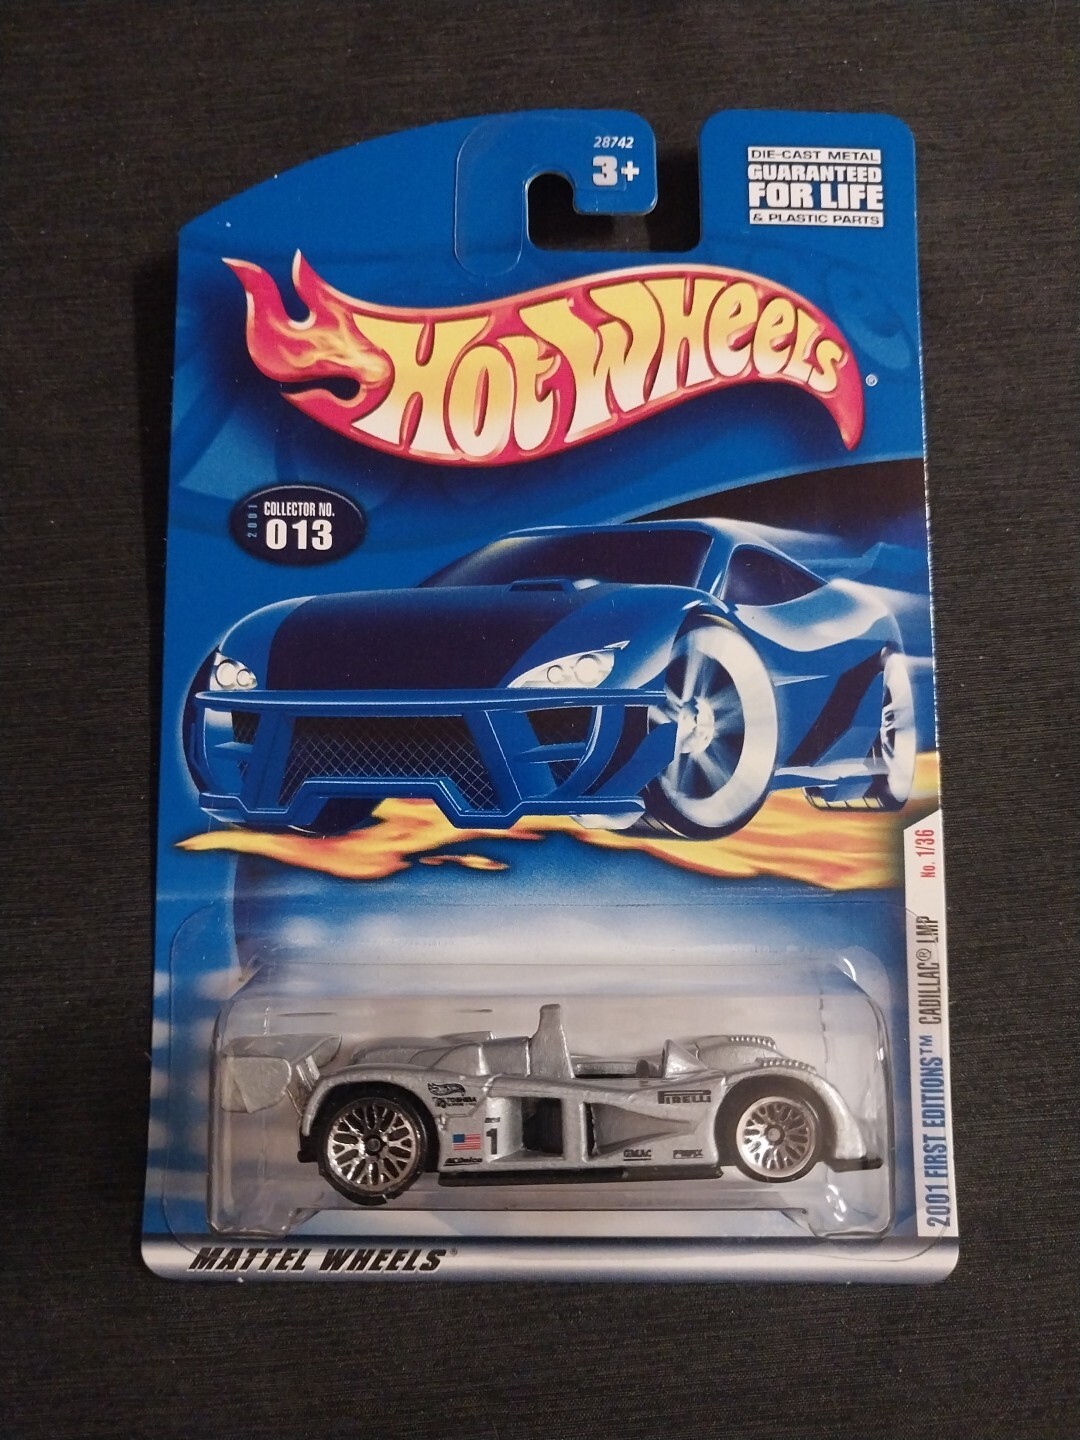 28742
3+
DIE-CAST METAL
GUARANTEED
FOR LIFE
& PLASTIC PARTS
HOT WHEELS®
2001
COLLECTOR NO.
013
No. 1/36
2001 FIRST EDITIONS™ CADILLAC® LMP
TOSHIBA
PIRELLI
1
GMAC
MATTEL WHEELS®